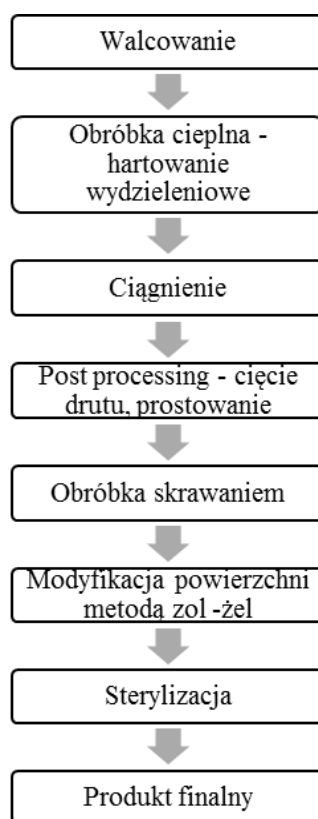 Walcowanie
Obróbka cieplna -
hartowanie
wydzieleniowe
Ciągnienie
Post processing - cięcie
drutu, prostowanie
Obróbka skrawaniem
Modyfikacja powierzchni
metodą zol -żel
Sterylizacja
Produkt finalny